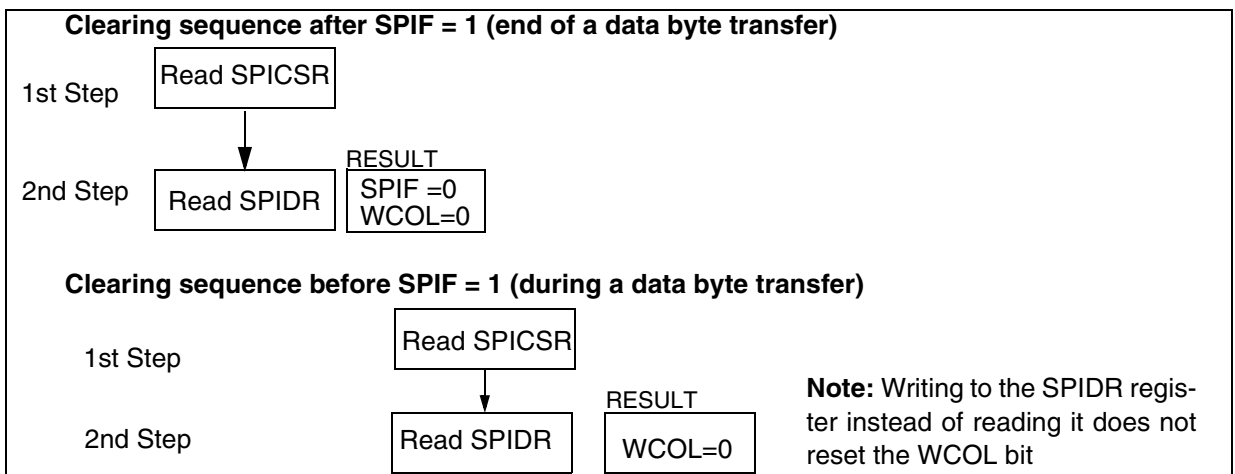 Clearing sequence after SPIF = 1 (end of a data byte transfer)
1st Step
Read SPICSR
RESULT
2nd Step
Read SPIDR
SPIF =0
WCOL=0
Clearing sequence before SPIF = 1 (during a data byte transfer)
1st Step
Read SPICSR
RESULT
2nd Step
Read SPIDR
WCOL=0
Note: Writing to the SPIDR regis-
ter instead of reading it does not
reset the WCOL bit